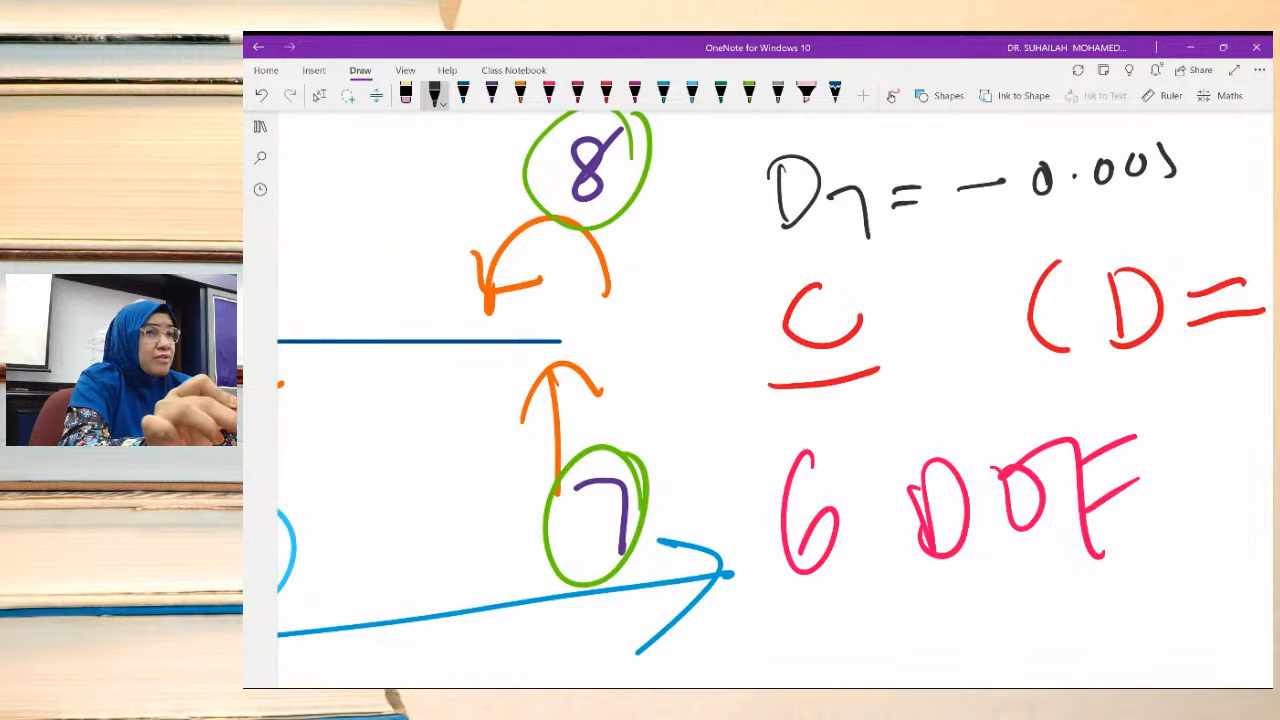 OneNote for Windows 10
DR. SUHAILAH MOHAMED...
Home Insert Draw View Help Class Notebook
Share
Shapes Ink to Shape Ink to Text Ruler Maths
8
D7 = - 0.005
C (D =
6 DOF
7